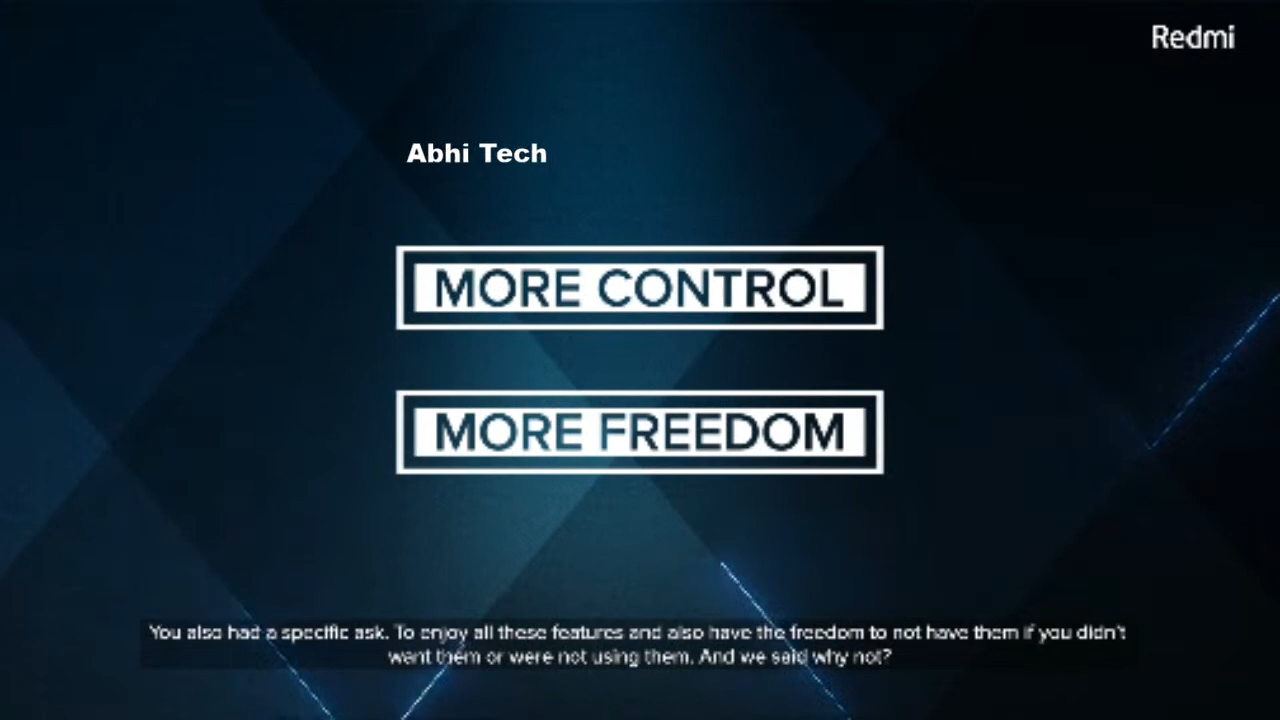 Redmi
Abhi Tech
MORE CONTROL
MORE FREEDOM
You also had a specific ask. To enjoy all these features and also have the freedom to not have them if you didn't
want them or were not using them. And we said why not?